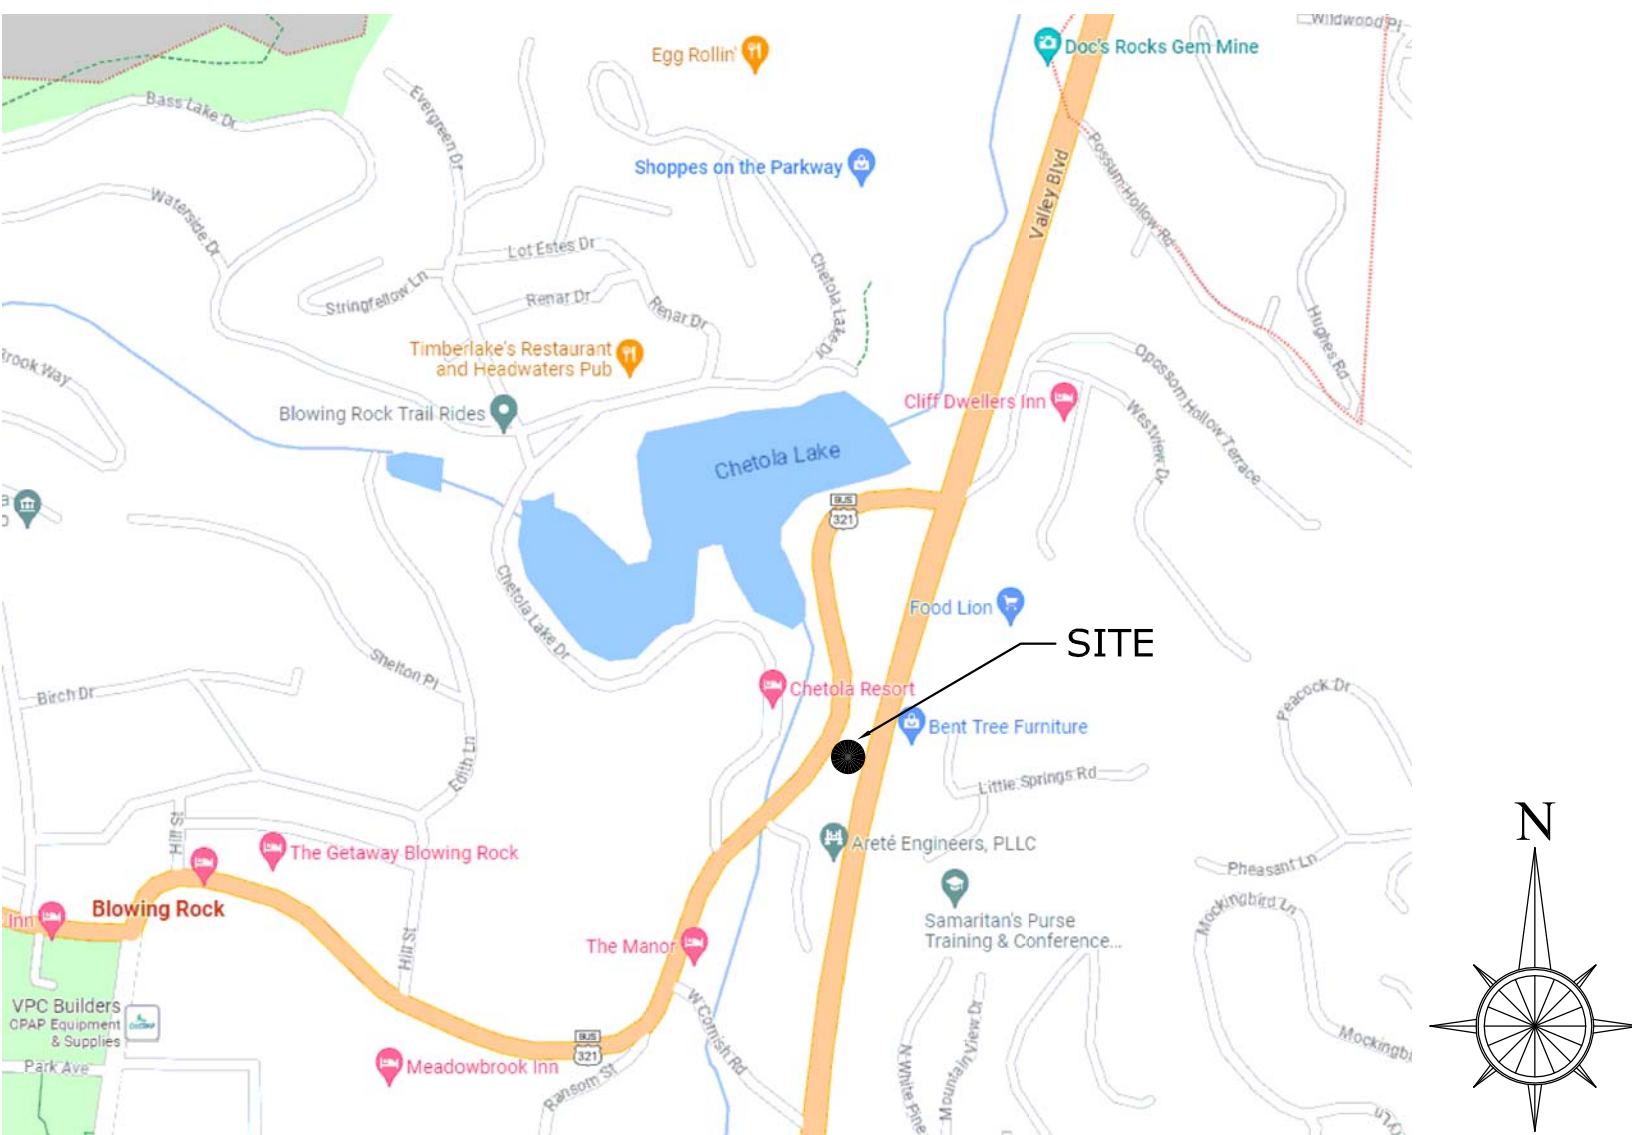 Wildwood Pl
Doc's Rocks Gem Mine
Egg Rollin'
Bass Lake Dr
Evergreen Dr
Shoppes on the Parkway
Valley Blvd
Possum Hollow Rd
Waterside Dr
Lot Estes Dr
Chetola Lake Dr
Stringfellow Ln
Renar Dr
Renar Dr
Hughes Rd
Timberlake's Restaurant
and Headwaters Pub
Opossom Hollow Terrace
Cliff Dwellers Inn
Westview Dr
Blowing Rock Trail Rides
Chetola Lake
BUS
321
Chetola Lake Dr
Food Lion
SITE
Shelton Pl
Birch Dr
Chetola Resort
Peacock Dr
Bent Tree Furniture
Edith Ln
Little Springs Rd
N
Hill St
The Getaway Blowing Rock
Areté Engineers, PLLC
Pheasant Ln
Blowing Rock
Inn
Mockingbird Ln
Samaritan's Purse
Training & Conference...
Hill St
The Manor
VPC Builders
CPAP Equipment
& Supplies
W Cornish Rd
N White Pine
Mountain View Dr
Mockingbi
BUS
321
Park Ave
Meadowbrook Inn
Ransom St